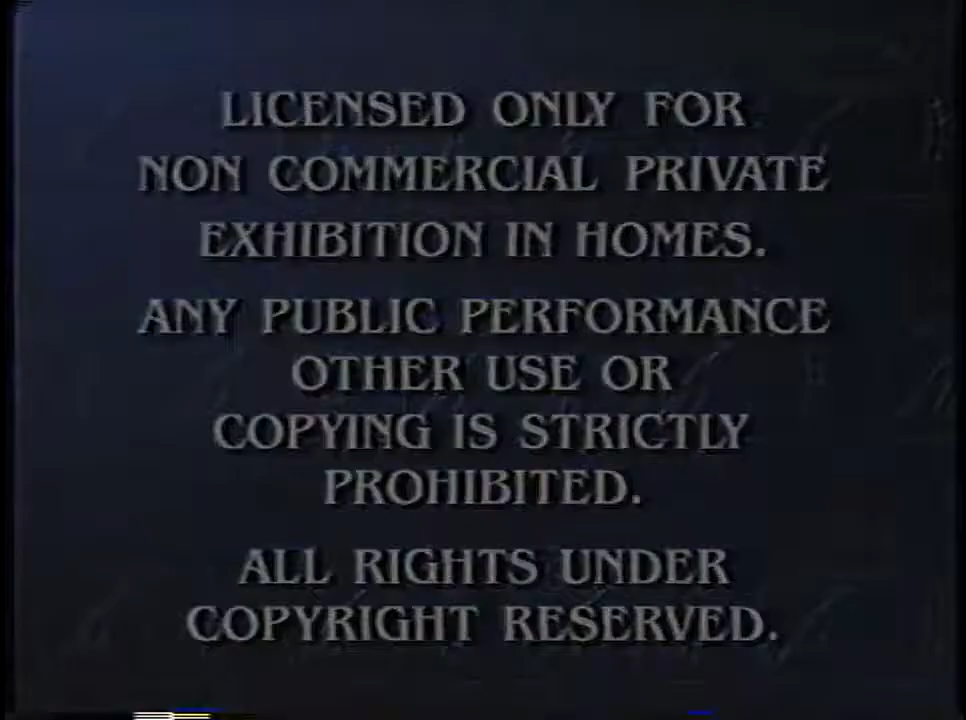 LICENSED ONLY FOR
NON COMMERCIAL PRIVATE
EXHIBITION IN HOMES.
ANY PUBLIC PERFORMANCE
OTHER USE OR
COPYING IS STRICTLY
PROHIBITED.
ALL RIGHTS UNDER
COPYRIGHT RESERVED.